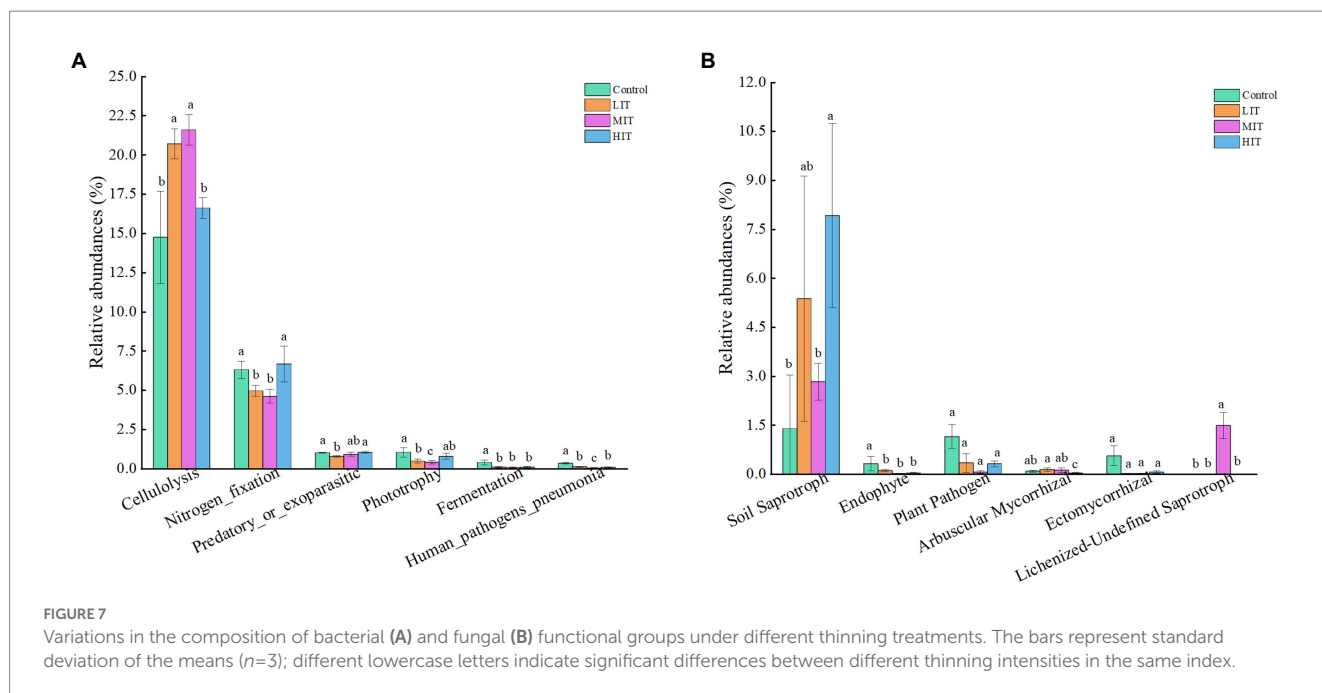 A
25.0
22.5
20.0
17.5
15.0
12.5
10.0
7.5
5.0
2.5
0.0
Relative abundances (%)
Control
LIT
MIT
HIT
b a a b
a b b a
a b ab a
a b c ab
a b b b
a b c b
Cellulolysis
Nitrogen_fixation
Predatory_or_exoparasitic
Phototrophy
Fermentation
Human_pathogens_pneumonia
B
12.0
10.5
9.0
7.5
6.0
4.5
3.0
1.5
0.0
Relative abundances (%)
Control
LIT
MIT
HIT
b ab b a
a b b b
a a a a
ab a ab c
a a a a
b b a b
Soil Saprotroph
Endophyte
Plant Pathogen
Arbuscular Mycorrhizal
Ectomycorrhizal
Lichenized-Undefined Saprotroph
FIGURE 7
Variations in the composition of bacterial (A) and fungal (B) functional groups under different thinning treatments. The bars represent standard
deviation of the means (n=3); different lowercase letters indicate significant differences between different thinning intensities in the same index.